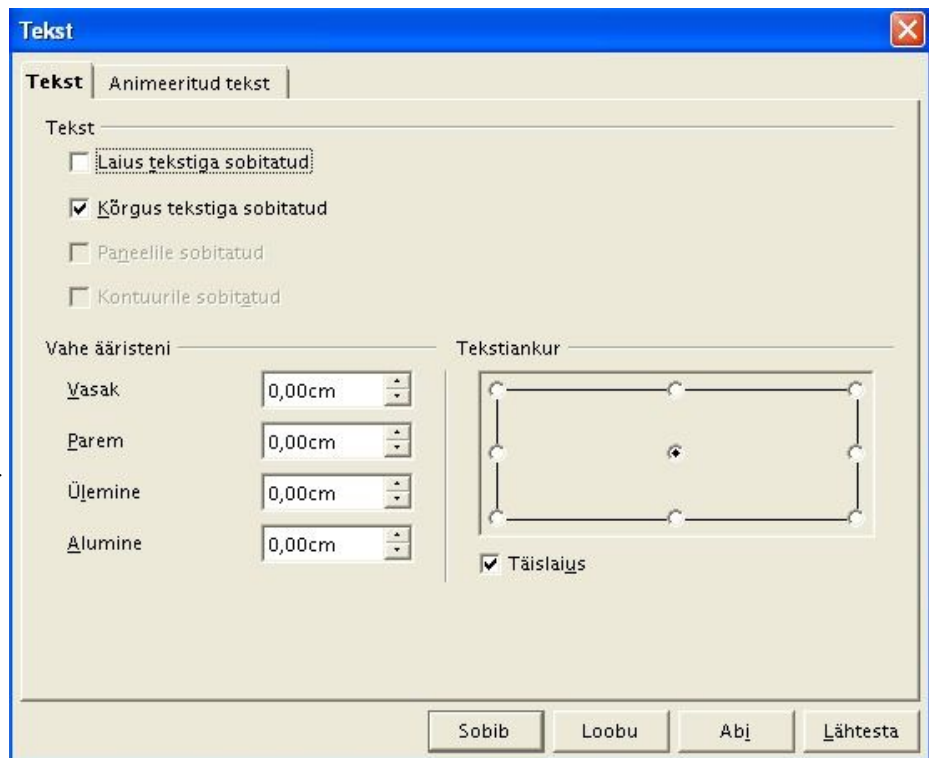 Tekst
Tekst Animeeritud tekst
Tekst
Laius tekstiga sobitatud
Kõrgus tekstiga sobitatud
Paneelile sobitatud
Kontuurile sobitatud
Vahe ääristeni
Vasak 0,00cm
Parem 0,00cm
Ülemine 0,00cm
Alumine 0,00cm
Tekstiankur
Täislaius
Sobib Loobu Abi Lähtesta